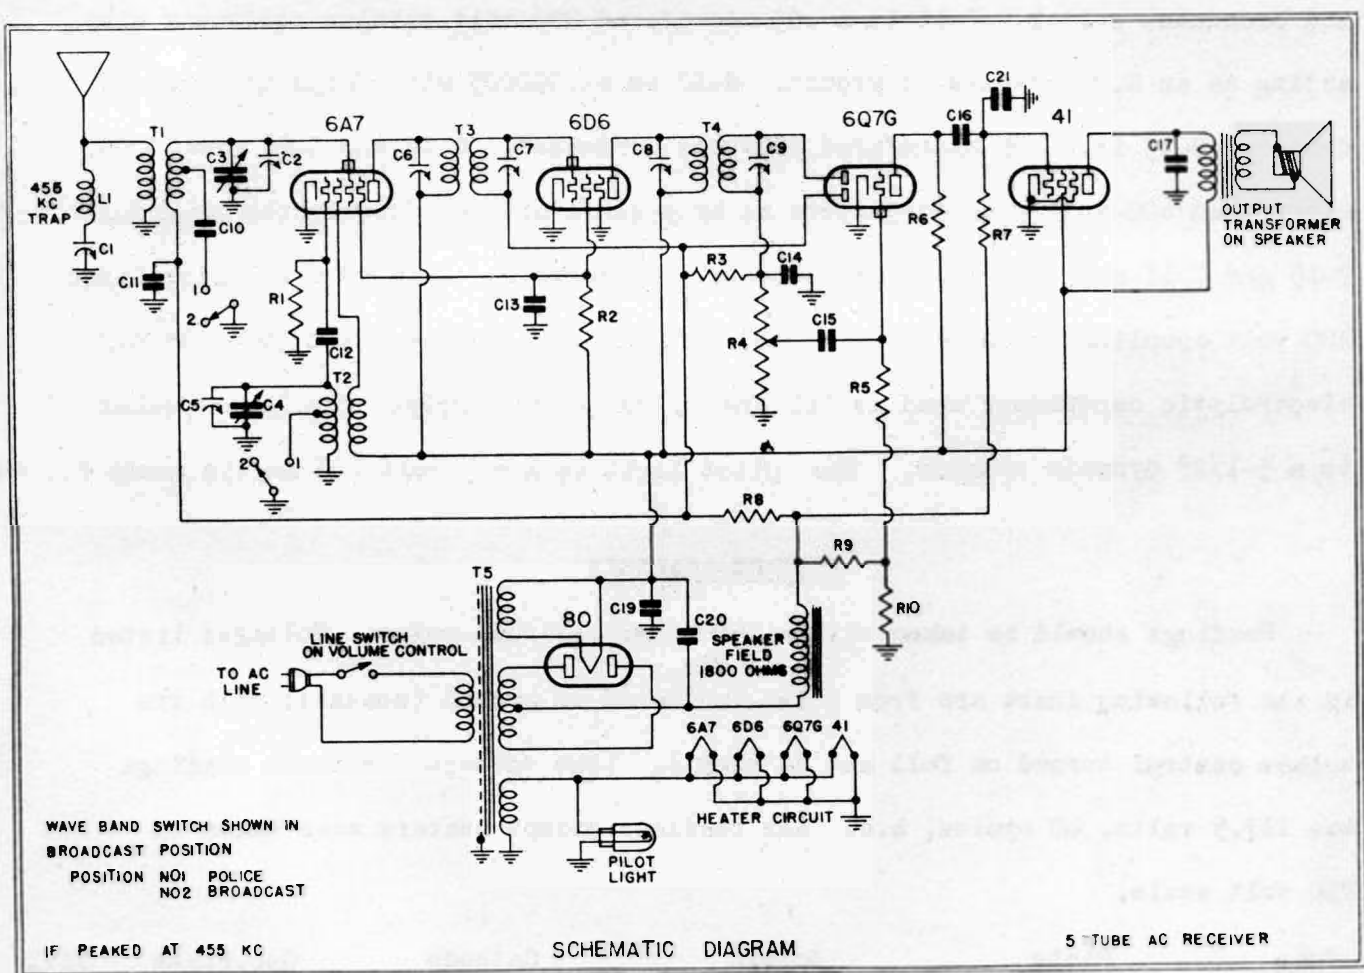 C21
6A7
6D6
6Q7G
C16
41
T1
C3
C2
C6
T3
C7
C8
T4
C9
C17
455
KC
TRAP
L1
C1
C10
R6
R7
OUTPUT
TRANSFORMER
ON SPEAKER
C11
1
2
R1
C13
R2
R3
C14
C12
R4
C15
T2
C5
C4
R5
2
1
R8
R9
T5
C19
80
C20
R10
LINE SWITCH
ON VOLUME CONTROL
SPEAKER
FIELD
1800 OHMS
TO AC
LINE
6A7 6D6 6Q7G 41
HEATER CIRCUIT
PILOT
LIGHT
WAVE BAND SWITCH SHOWN IN
BROADCAST POSITION
POSITION NO1 POLICE
NO2 BROADCAST
IF PEAKED AT 455 KC
SCHEMATIC DIAGRAM
5-TUBE AC RECEIVER